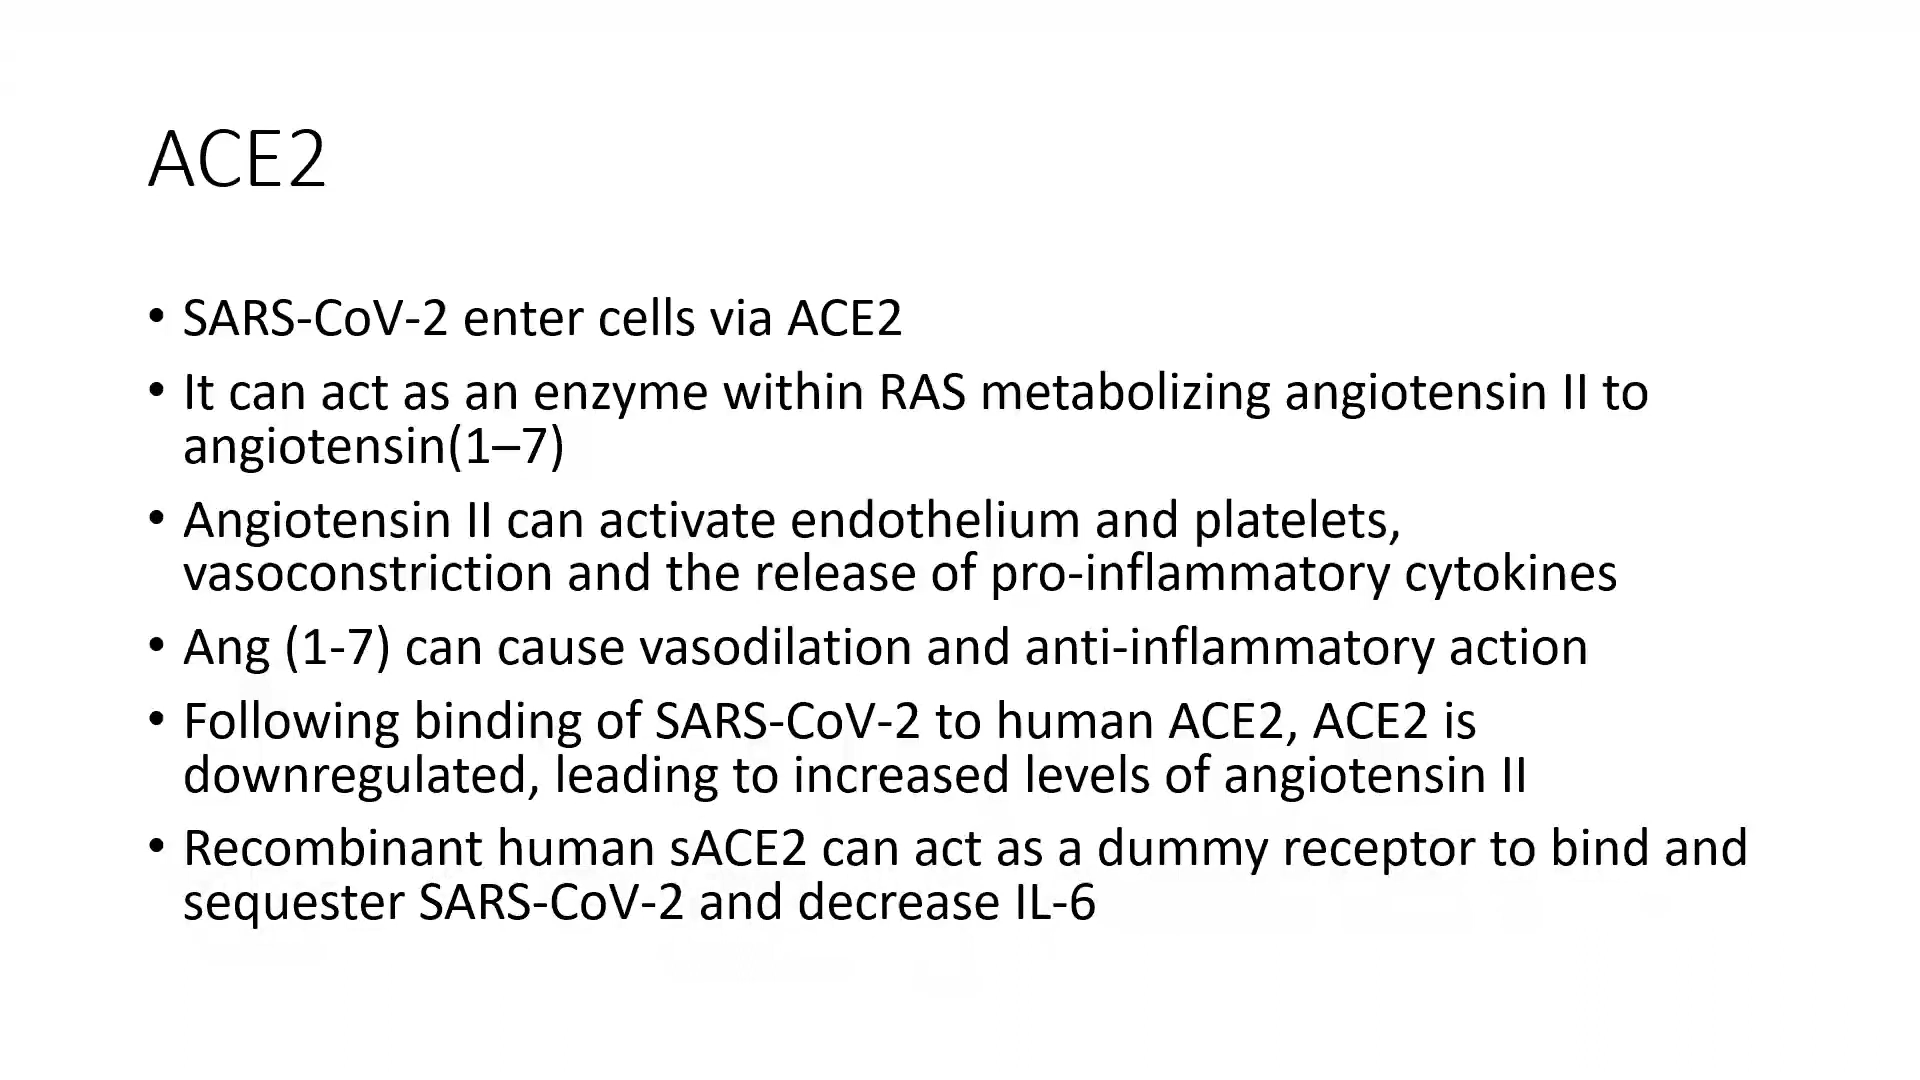 ACE2
• SARS-CoV-2 enter cells via ACE2
• It can act as an enzyme within RAS metabolizing angiotensin II to
angiotensin(1–7)
• Angiotensin II can activate endothelium and platelets,
vasoconstriction and the release of pro-inflammatory cytokines
• Ang (1-7) can cause vasodilation and anti-inflammatory action
• Following binding of SARS-CoV-2 to human ACE2, ACE2 is
downregulated, leading to increased levels of angiotensin II
• Recombinant human sACE2 can act as a dummy receptor to bind and
sequester SARS-CoV-2 and decrease IL-6